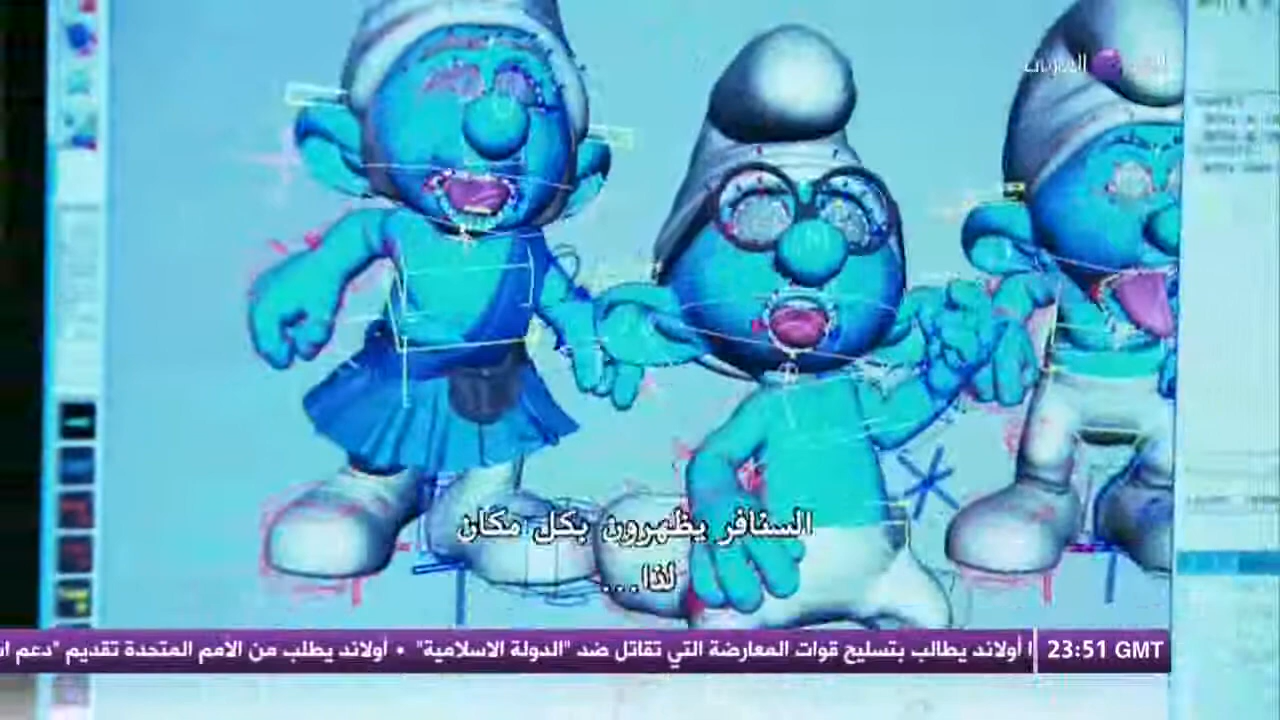 السنافر يظهرون بكل مكان
لذا...
أولاند يطالب بتسليح قوات المعارضة التي تقاتل ضد "الدولة الاسلامية" • أولاند يطلب من الأمم المتحدة تقديم "دعم
23:51 GMT